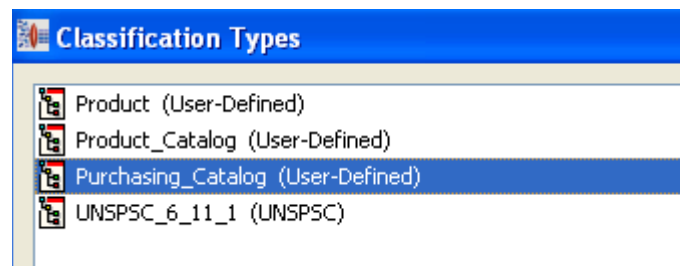 Classification Types
Product (User-Defined)
Product_Catalog (User-Defined)
Purchasing_Catalog (User-Defined)
UNSPSC_6_11_1 (UNSPSC)